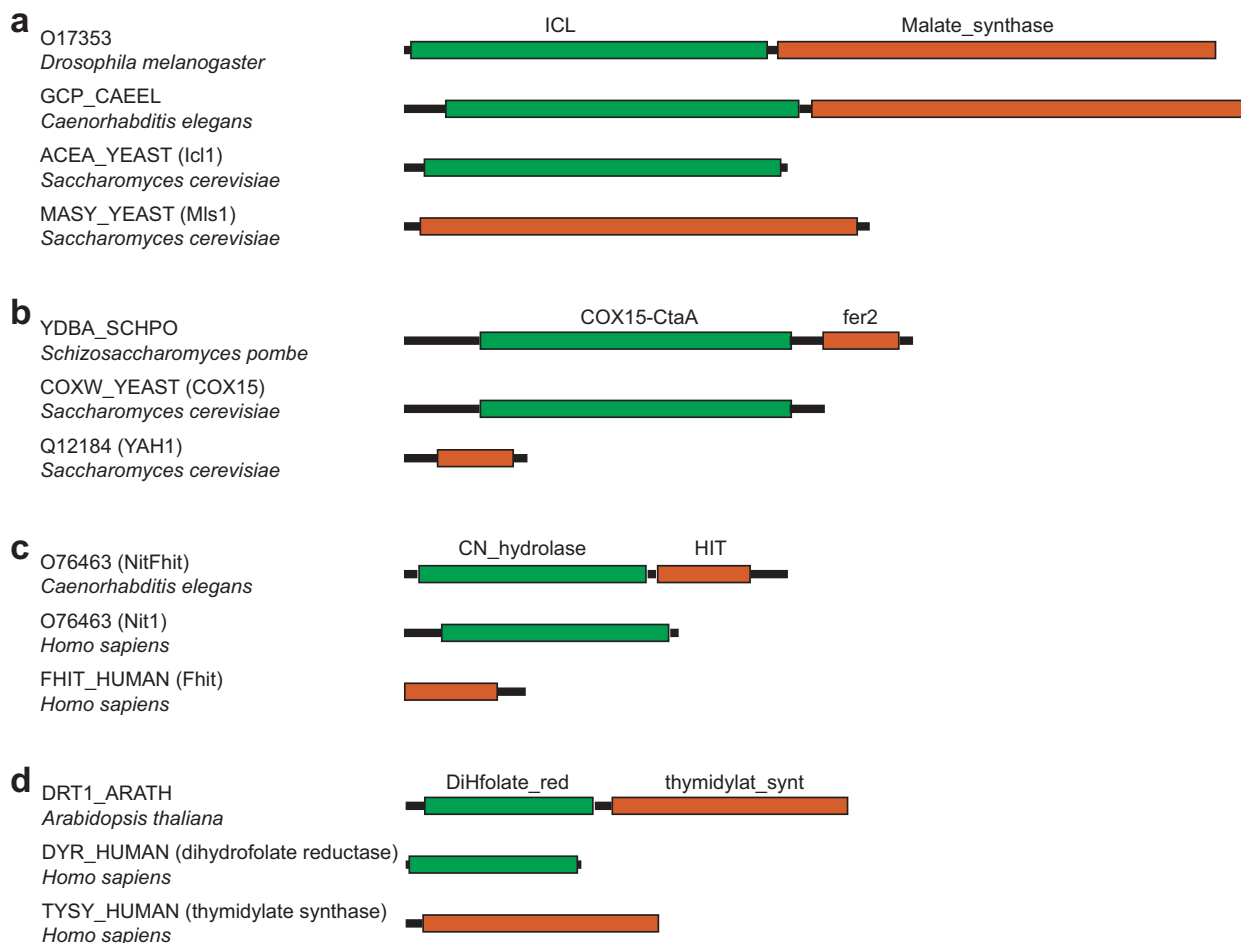 a
O17353
Drosophila melanogaster
ICL
Malate_synthase
GCP_CAEEL
Caenorhabditis elegans
ACEA_YEAST (Icl1)
Saccharomyces cerevisiae
MASY_YEAST (Mls1)
Saccharomyces cerevisiae
b
YDBA_SCHPO
Schizosaccharomyces pombe
COX15-CtaA
fer2
COXW_YEAST (COX15)
Saccharomyces cerevisiae
Q12184 (YAH1)
Saccharomyces cerevisiae
c
O76463 (NitFhit)
Caenorhabditis elegans
CN_hydrolase
HIT
O76463 (Nit1)
Homo sapiens
FHIT_HUMAN (Fhit)
Homo sapiens
d
DRT1_ARATH
Arabidopsis thaliana
DiHfolate_red
thymidylat_synt
DYR_HUMAN (dihydrofolate reductase)
Homo sapiens
TYSY_HUMAN (thymidylate synthase)
Homo sapiens